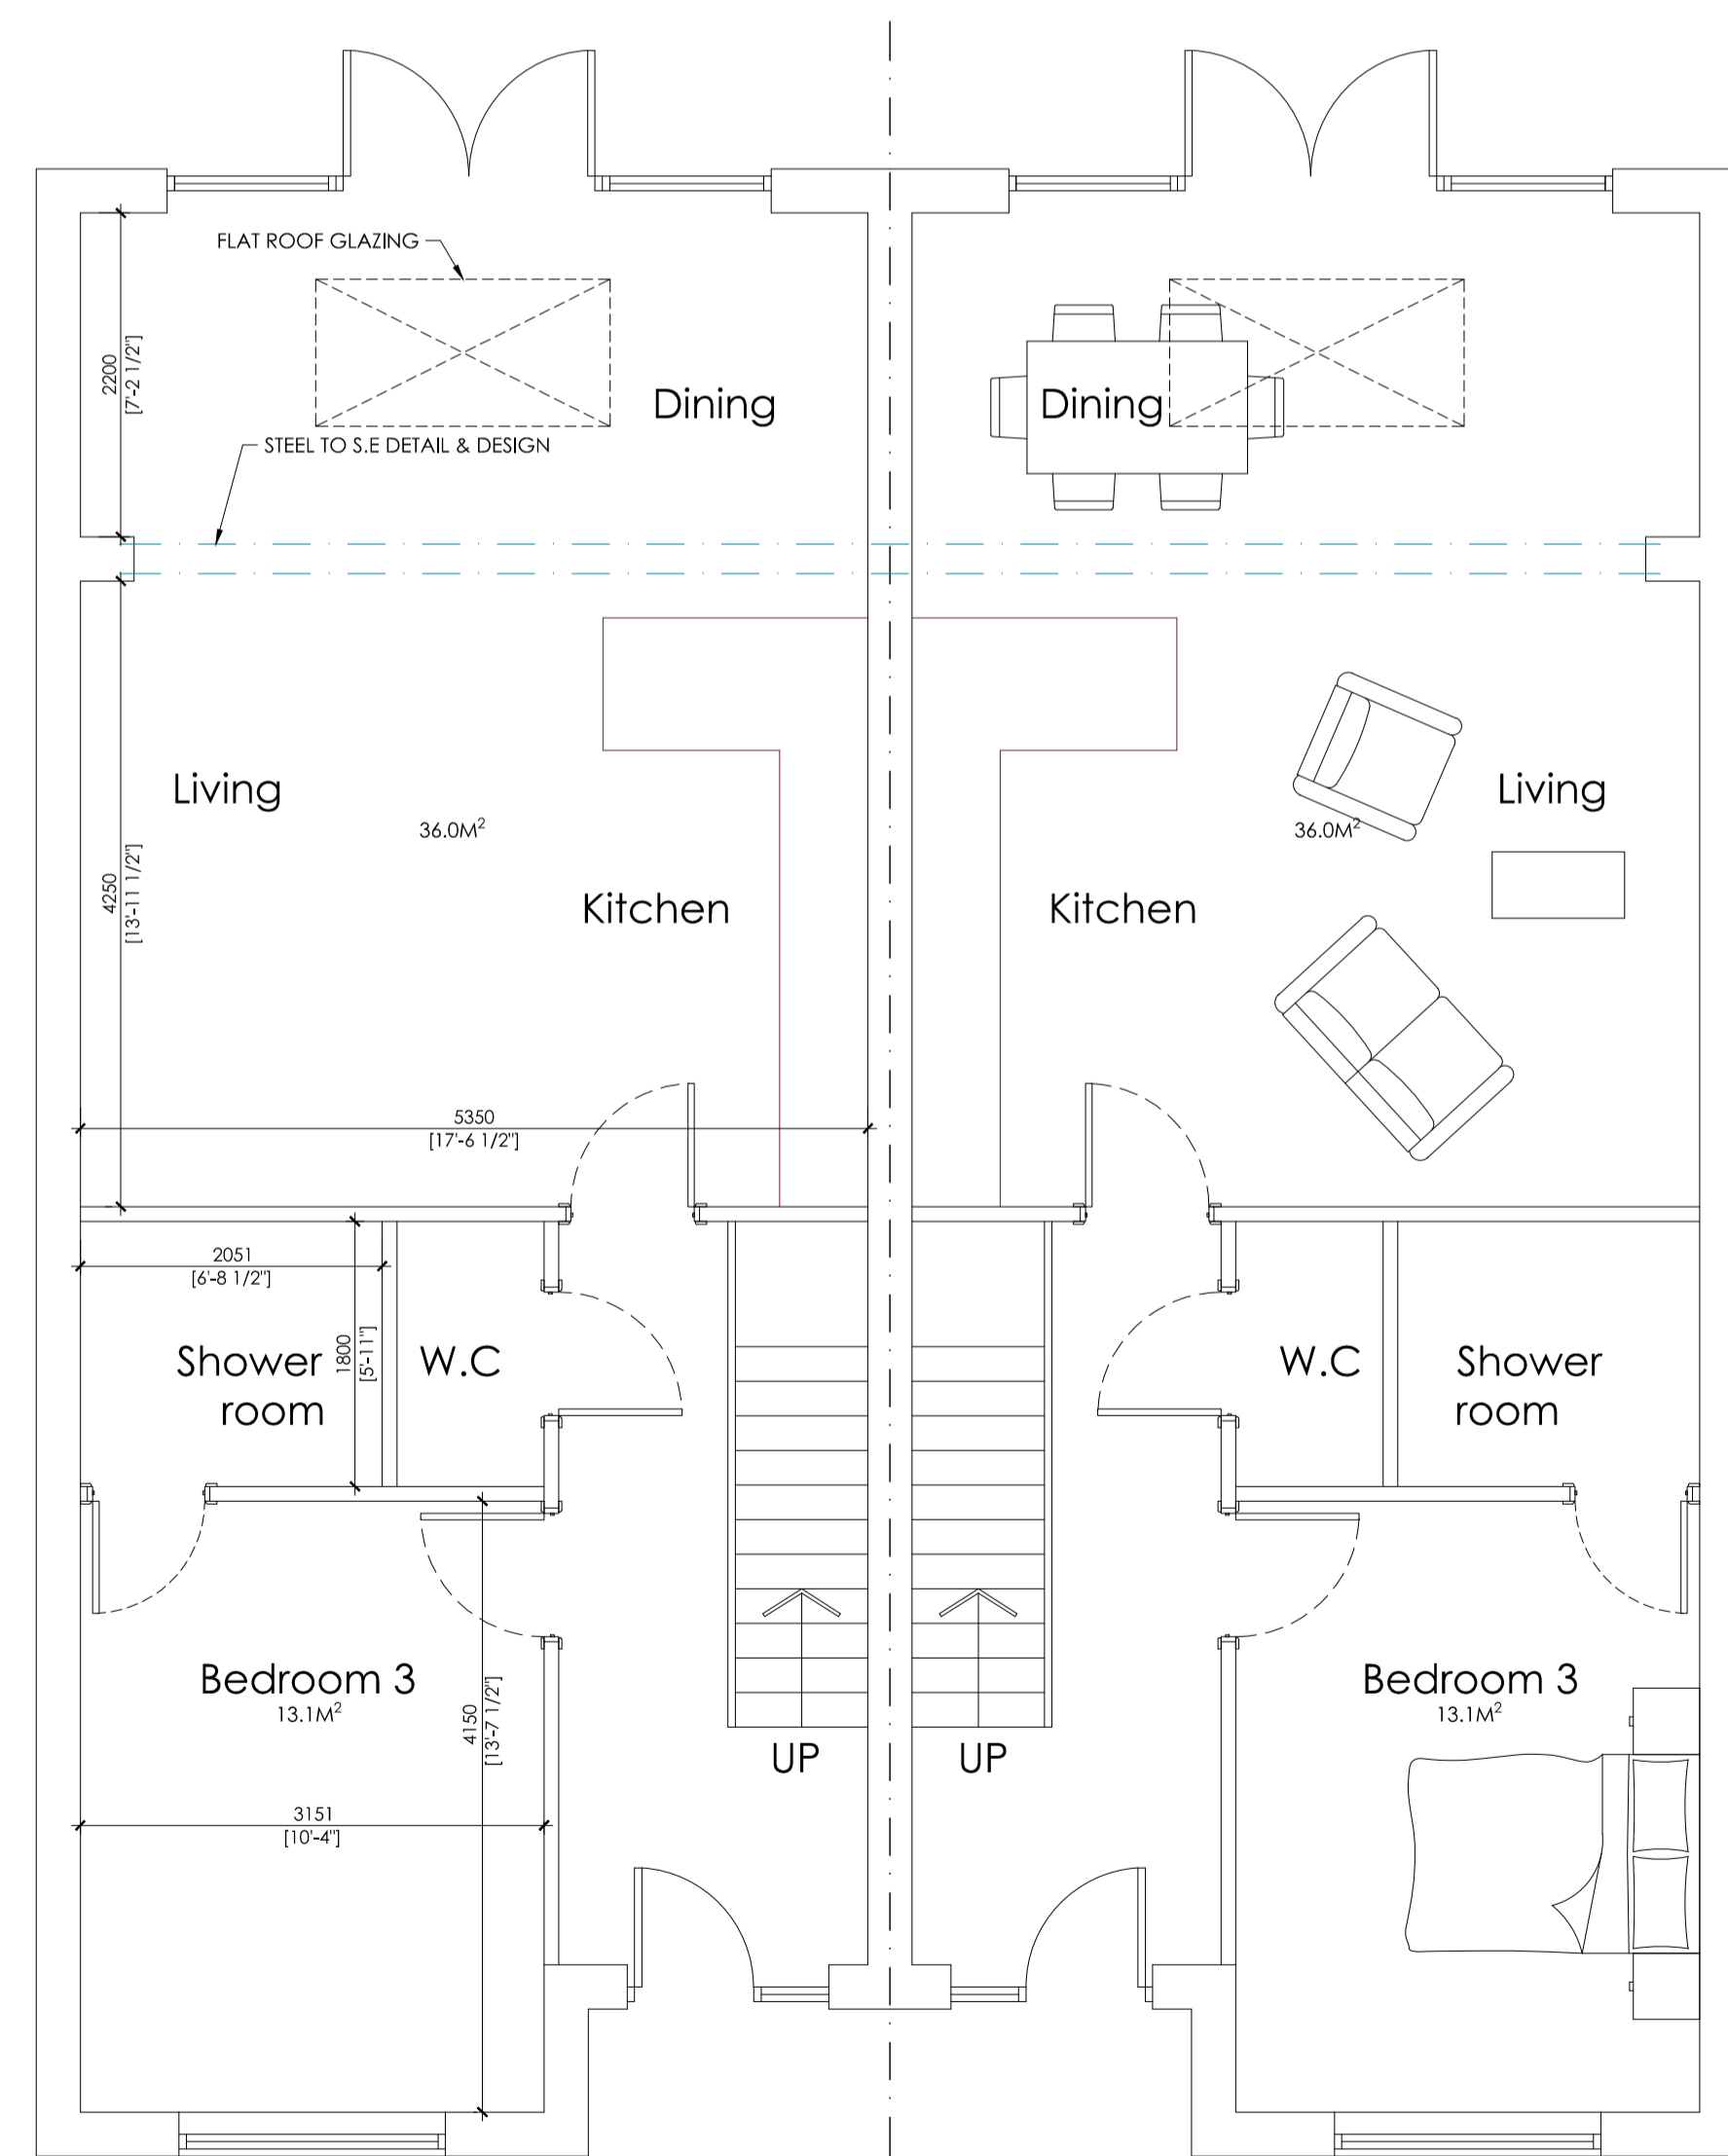 FLAT ROOF GLAZING
2200
[7'-2 1/2"]
Dining
Dining
STEEL TO S.E DETAIL & DESIGN
Living
Living
36.0M²
36.0M²
4250
[13'-11 1/2"]
Kitchen
Kitchen
5350
[17'-6 1/2"]
2051
[6'-8 1/2"]
1800
[5'-11"]
Shower
room
W.C
W.C
Shower
room
Bedroom 3
13.1M²
Bedroom 3
13.1M²
4150
[13'-7 1/2"]
UP
UP
3151
[10'-4"]